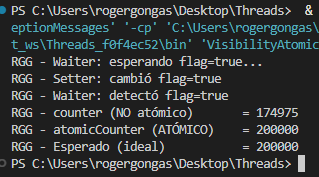 PS C:\Users\rogergongas\Desktop\Threads>  &
eptionMessages' '-cp' 'C:\Users\rogergongas\
t_ws\Threads_f0f4ec52\bin' 'VisibilityAtomic
RGG - Waiter: esperando flag=true...
RGG - Setter: cambió flag=true
RGG - Waiter: detectó flag=true
RGG - counter (NO atómico)     = 174975
RGG - atomicCounter (ATÓMICO)  = 200000
RGG - Esperado (ideal)         = 200000
PS C:\Users\rogergongas\Desktop\Threads>